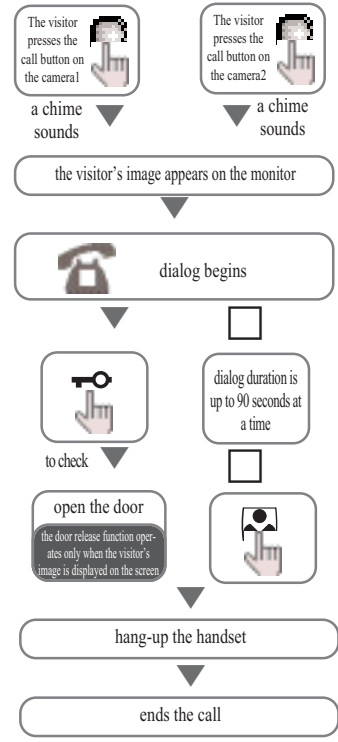 The visitor
presses the
call button on
the camera1
The visitor
presses the
call button on
the camera2
a chime
sounds
a chime
sounds
the visitor's image appears on the monitor
dialog begins
dialog duration is
up to 90 seconds at
a time
to check
open the door
the door release function oper-
ates only when the visitor's
image is displayed on the screen
hang-up the handset
ends the call